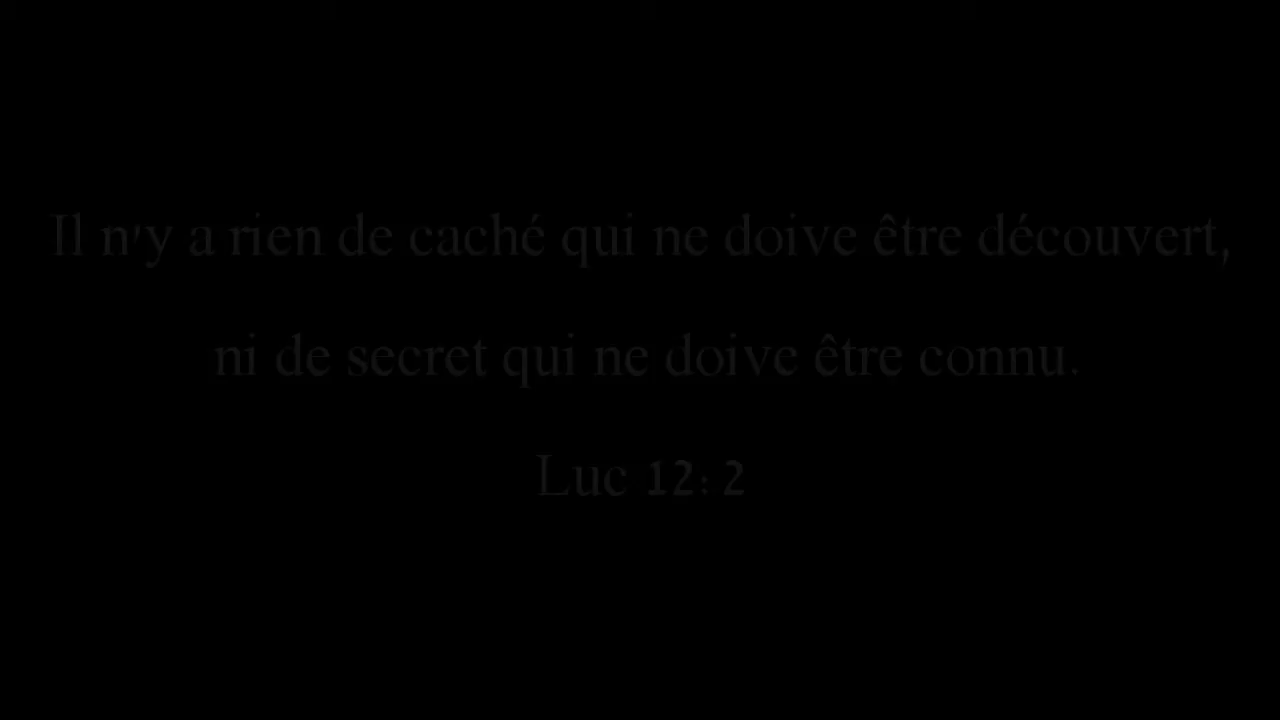 Il n'y a rien de caché qui ne doive être découvert,
ni de secret qui ne doive être connu.
Luc 12:2